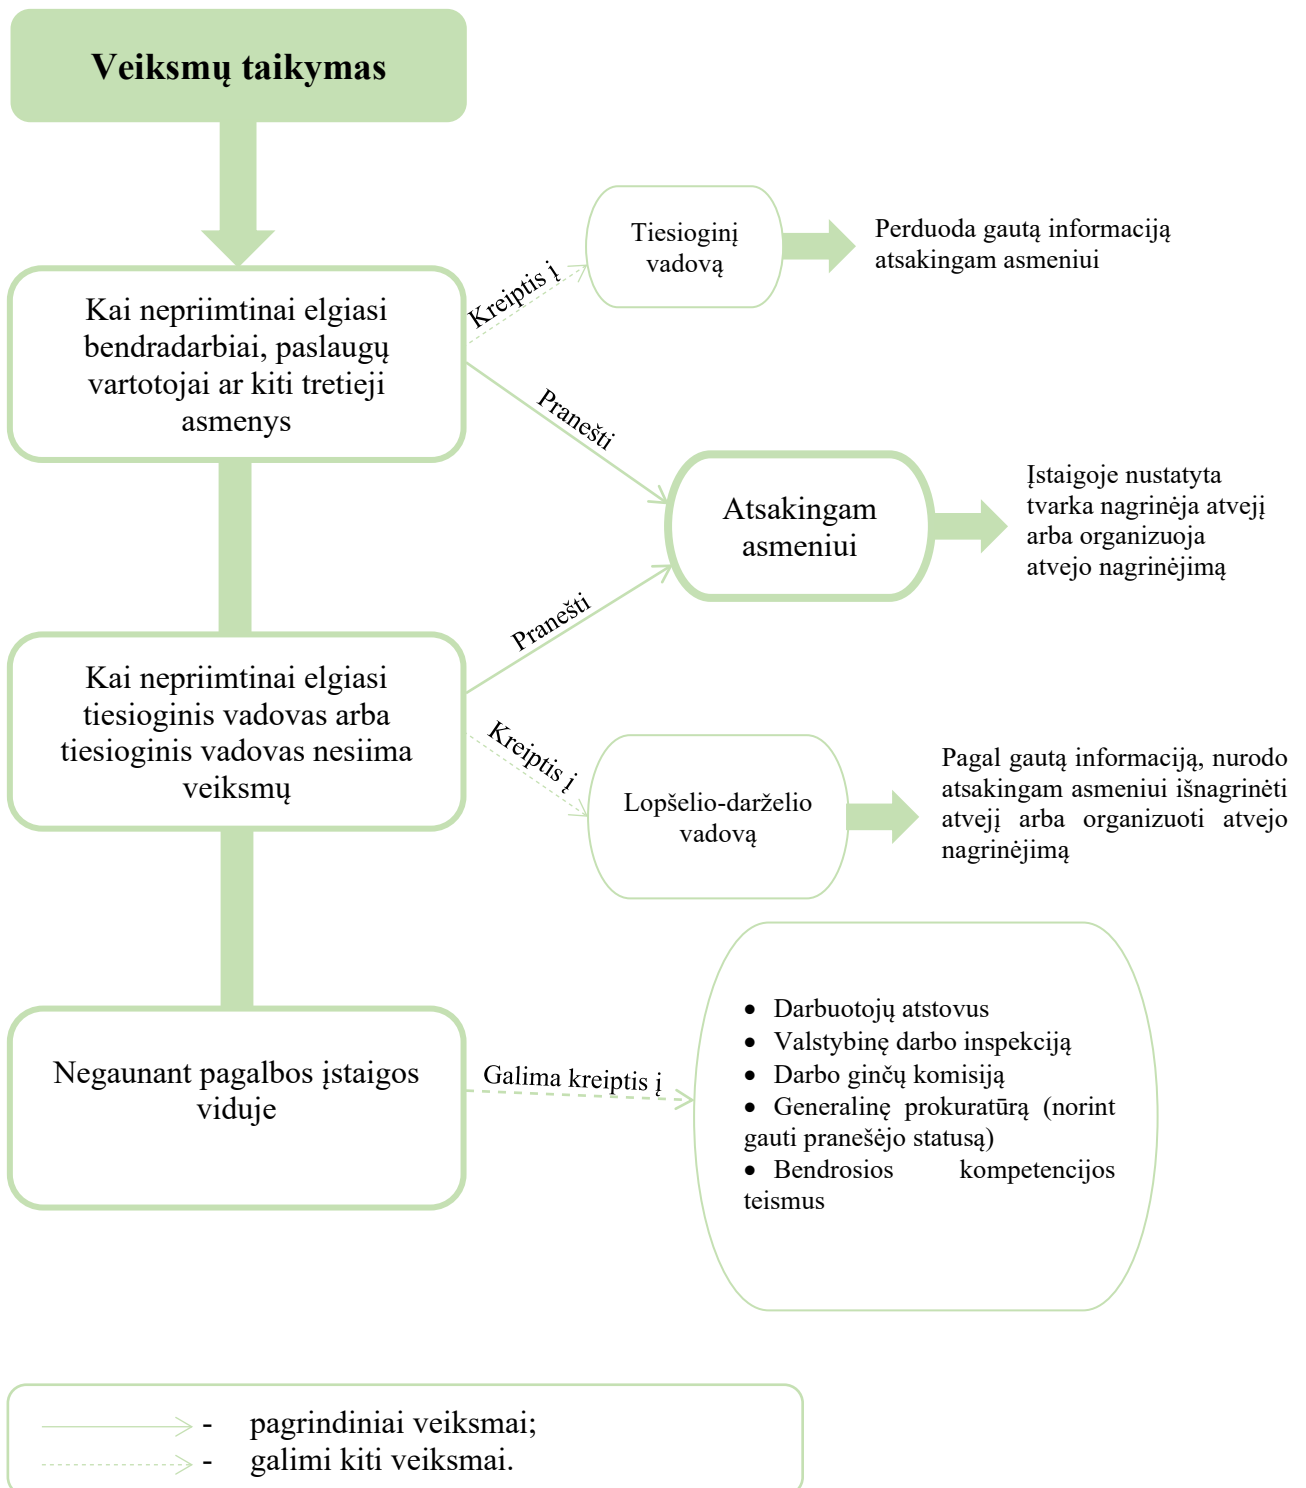 Veiksmų taikymas
Kai nepriimtinai elgiasi
bendradarbiai, paslaugų
vartotojai ar kiti tretieji
asmenys
Kreiptis į
Tiesioginį
vadovą
Perduoda gautą informaciją
atsakingam asmeniui
Pranešti
Atsakingam
asmeniui
Įstaigoje nustatyta
tvarka nagrinėja atvejį
arba organizuoja
atvejo nagrinėjimą
Pranešti
Kai nepriimtinai elgiasi
tiesioginis vadovas arba
tiesioginis vadovas nesiima
veiksmų
Kreiptis į
Lopšelio-darželio
vadovą
Pagal gautą informaciją, nurodo
atsakingam asmeniui išnagrinėti
atvejį arba organizuoti atvejo
nagrinėjimą
Negaunant pagalbos įstaigos
viduje
Galima kreiptis į
• Darbuotojų atstovus
• Valstybinę darbo inspekciją
• Darbo ginčų komisiją
• Generalinę prokuratūrą (norint
gauti pranešėjo statusą)
• Bendrosios kompetencijos
teismus
- pagrindiniai veiksmai;
- galimi kiti veiksmai.